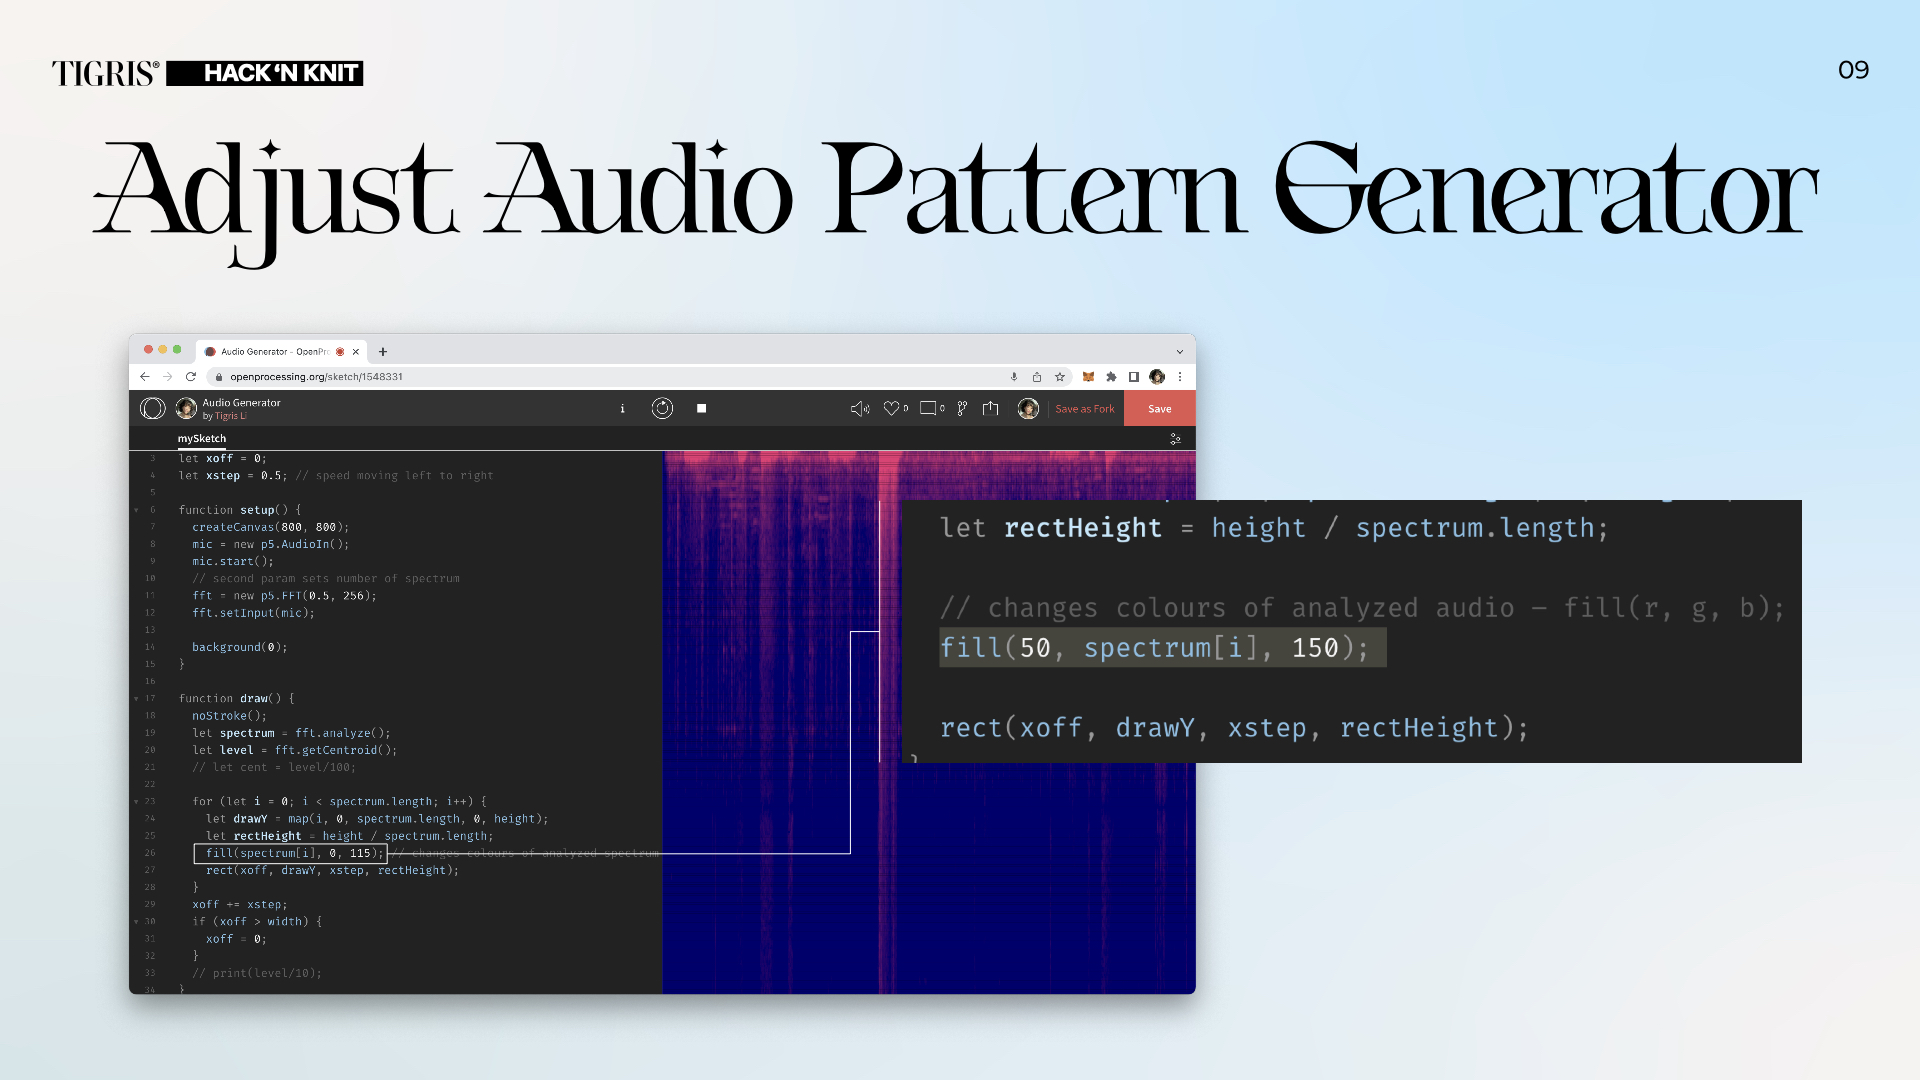 TIGRIS® HACK ‘N KNIT
09
Adjust Audio Pattern Generator
Audio Generator - OpenPro
openprocessing.org/sketch/1548331
Audio Generator
by Tigris Li
0
0
Save as Fork
Save
mySketch
3 let xoff = 0;
4 let xstep = 0.5; // speed moving left to right
5
6 function setup() {
7 createCanvas(800, 800);
8 mic = new p5.AudioIn();
9 mic.start();
10 // second param sets number of spectrum
11 fft = new p5.FFT(0.5, 256);
12 fft.setInput(mic);
13
14 background(0);
15 }
16
17 function draw() {
18 noStroke();
19 let spectrum = fft.analyze();
20 let level = fft.getCentroid();
21 // let cent = level/100;
22
23 for (let i = 0; i < spectrum.length; i++) {
24 let drawY = map(i, 0, spectrum.length, 0, height);
25 let rectHeight = height / spectrum.length;
26 fill(spectrum[i], 0, 115); // changes colours of analyzed spectrum
27 rect(xoff, drawY, xstep, rectHeight);
28 }
29 xoff += xstep;
30 if (xoff > width) {
31 xoff = 0;
32 }
33 // print(level/10);
34 }
let rectHeight = height / spectrum.length;
// changes colours of analyzed audio – fill(r, g, b);
fill(50, spectrum[i], 150);
rect(xoff, drawY, xstep, rectHeight);
}